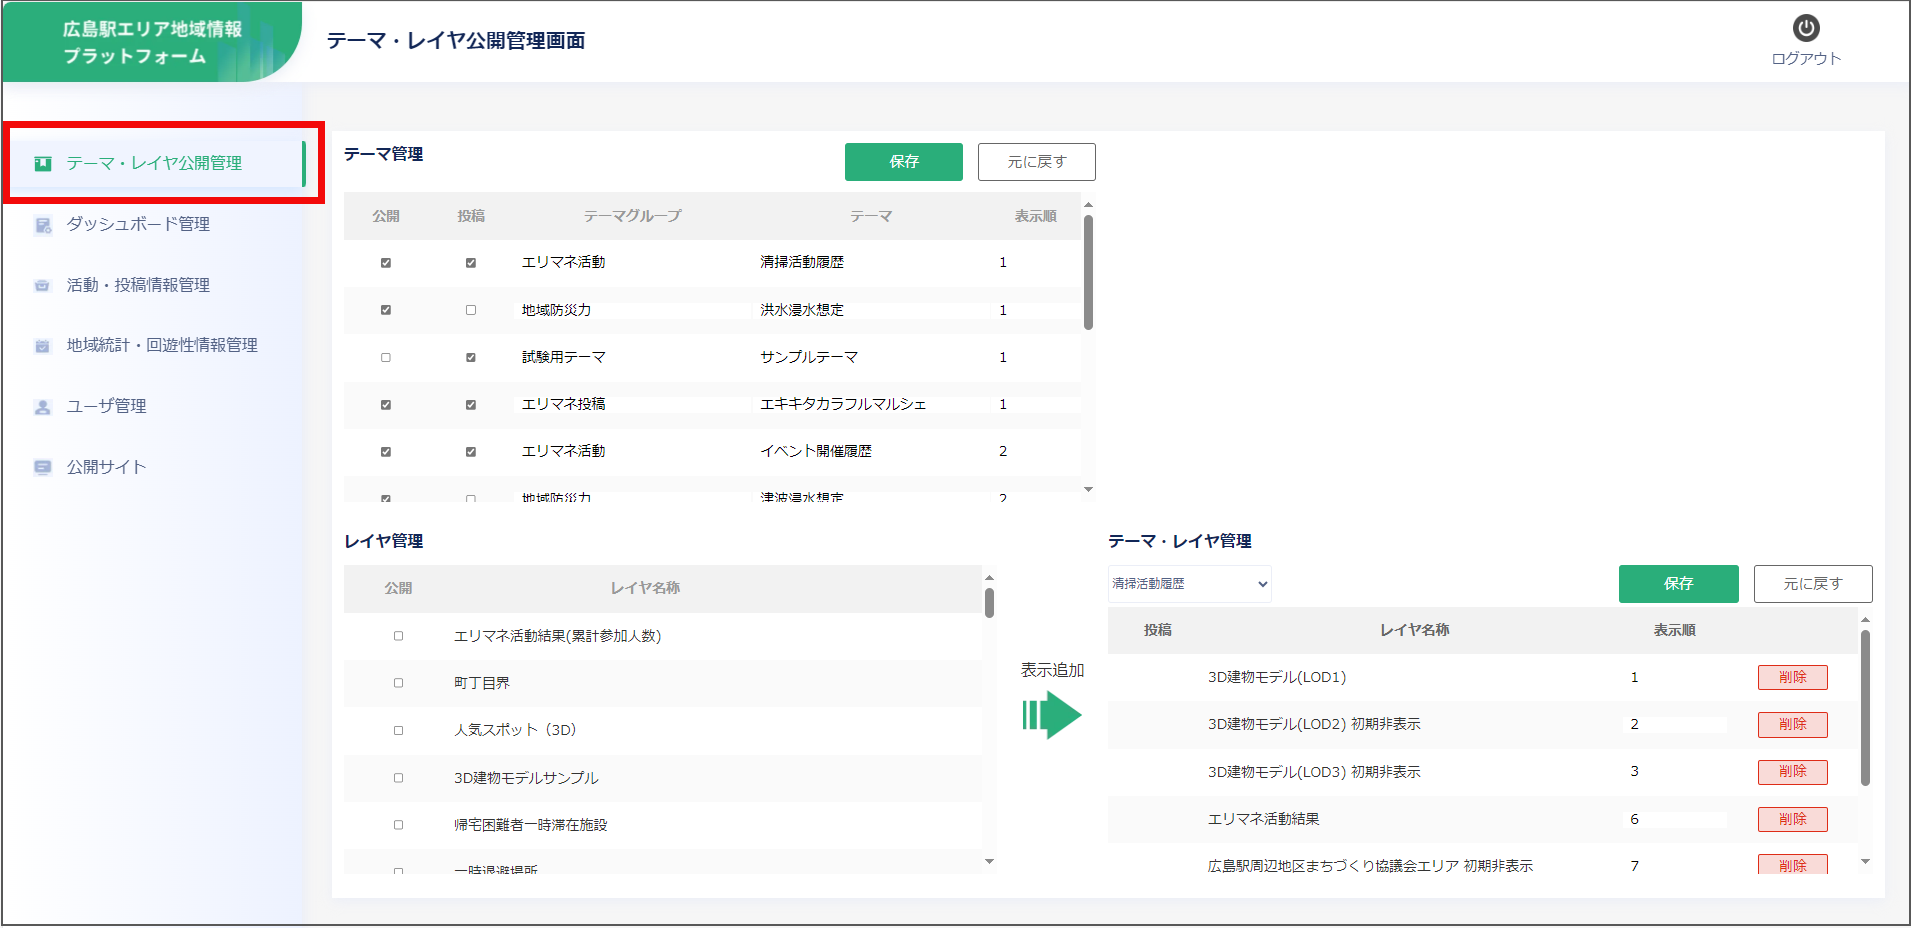 広島駅エリア地域情報
プラットフォーム
テーマ・レイヤ公開管理画面
ログアウト
テーマ・レイヤ公開管理
ダッシュボード管理
活動・投稿情報管理
地域統計・回遊性情報管理
ユーザ管理
公開サイト
テーマ管理
保存
元に戻す
公開 投稿 テーマグループ テーマ 表示順
エリマネ活動 清掃活動履歴 1
地域防災力 洪水浸水想定 1
試験用テーマ サンプルテーマ 1
エリマネ投稿 エキキタカラフルマルシェ 1
エリマネ活動 イベント開催履歴 2
地域防災力 津波浸水想定 2
レイヤ管理
公開 レイヤ名称
エリマネ活動結果(累計参加人数)
町丁目界
人気スポット（3D）
3D建物モデルサンプル
帰宅困難者一時滞在施設
一時退避場所
表示追加
テーマ・レイヤ管理
清掃活動履歴
保存
元に戻す
投稿 レイヤ名称 表示順
3D建物モデル(LOD1) 1 削除
3D建物モデル(LOD2) 初期非表示 2 削除
3D建物モデル(LOD3) 初期非表示 3 削除
エリマネ活動結果 6 削除
広島駅周辺地区まちづくり協議会エリア 初期非表示 7 削除